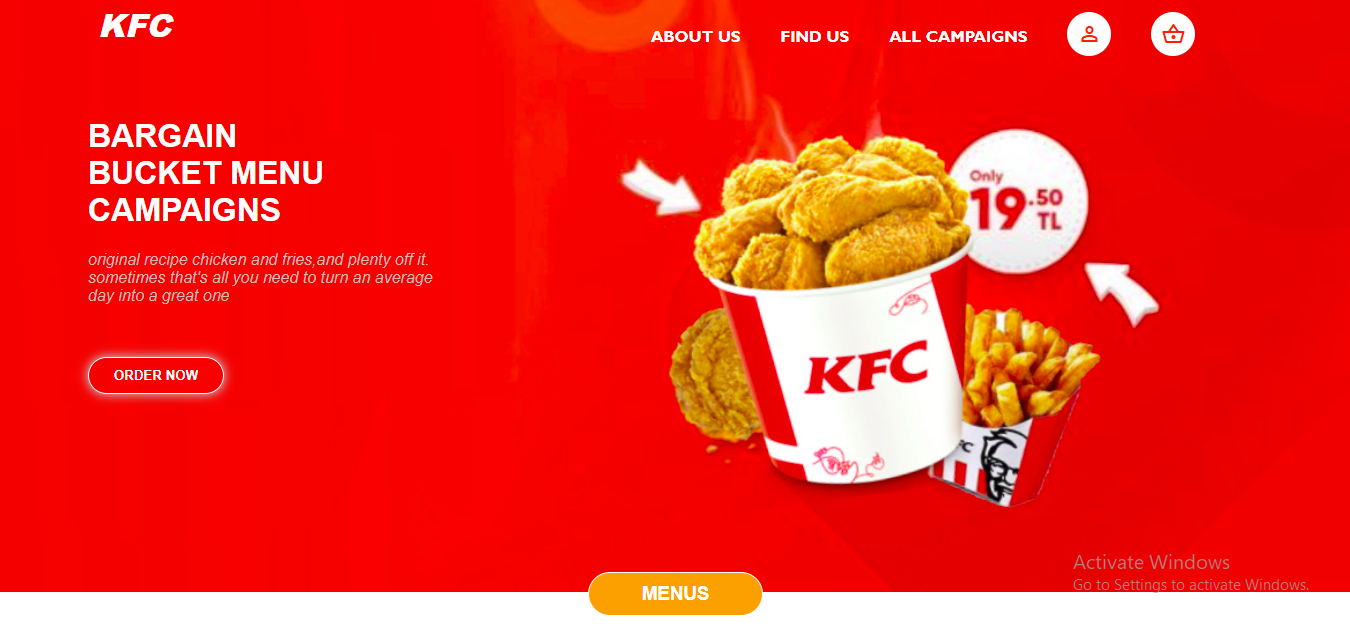 KFC
ABOUT US
FIND US
ALL CAMPAIGNS
BARGAIN
BUCKET MENU
CAMPAIGNS
original recipe chicken and fries,and plenty off it.
sometimes that's all you need to turn an average
day into a great one
ORDER NOW
Only
19.50
TL
KFC
FC
MENUS
Activate Windows
Go to Settings to activate Windows.